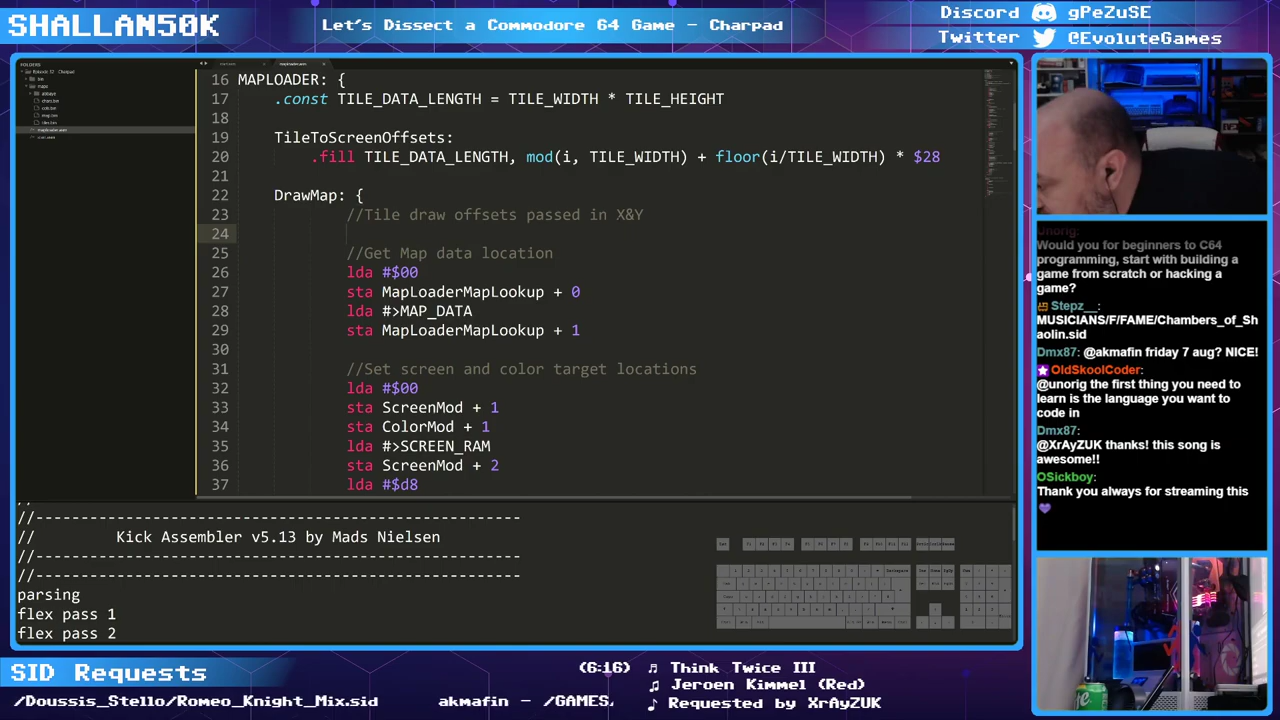 SHALLAN50K
Let's Dissect a Commodore 64 Game - Charpad
Discord gPeZuSE
Twitter @EvoluteGames
FOLDERS
maps
16 MAPLOADER: {
17 .const TILE_DATA_LENGTH = TILE_WIDTH * TILE_HEIGHT
18
19 TileToScreenOffsets:
20 .fill TILE_DATA_LENGTH, mod(i, TILE_WIDTH) + floor(i/TILE_WIDTH) * $28
21
22 DrawMap: {
23 //Tile draw offsets passed in X&Y
24
25 //Get Map data location
26 lda #$00
27 sta MapLoaderMapLookup + 0
28 lda #>MAP_DATA
29 sta MapLoaderMapLookup + 1
30
31 //Set screen and color target locations
32 lda #$00
33 sta ScreenMod + 1
34 sta ColorMod + 1
35 lda #>SCREEN_RAM
36 sta ScreenMod + 2
37 lda #$d8
//---------------------------------------------------------
// Kick Assembler v5.13 by Mads Nielsen
//---------------------------------------------------------
//---------------------------------------------------------
parsing
flex pass 1
flex pass 2
Unorig:
Would you for beginners to C64
programming, start with building a
game from scratch or hacking a
game?
Stepz__:
MUSICIANS/F/FAME/Chambers_of_Sh
aolin.sid
Dmx87: @akmafin friday 7 aug? NICE!
OldSkoolCoder:
@unorig the first thing you need to
learn is the language you want to
code in
Dmx87:
@XrAyZUK thanks! this song is
awesome!!
OSickboy:
Thank you always for streaming this
SID Requests
/Doussis_Stello/Romeo_Knight_Mix.sid akmafin - /GAMES
(6:16) Think Twice III
Jeroen Kimmel (Red)
Requested by XrAyZUK